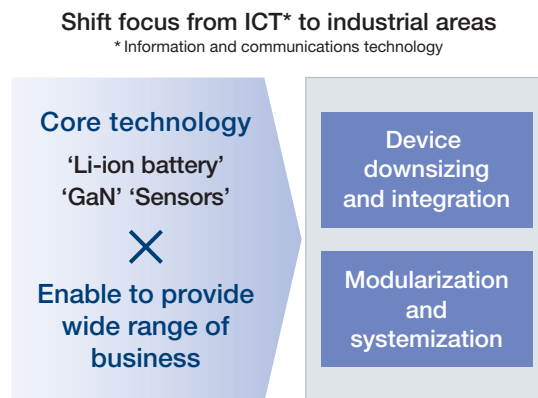 Shift focus from ICT* to industrial areas
* Information and communications technology
Core technology
‘Li-ion battery’
‘GaN’ ‘Sensors’
×
Enable to provide
wide range of
business
Device
downsizing
and integration
Modularization
and
systemization